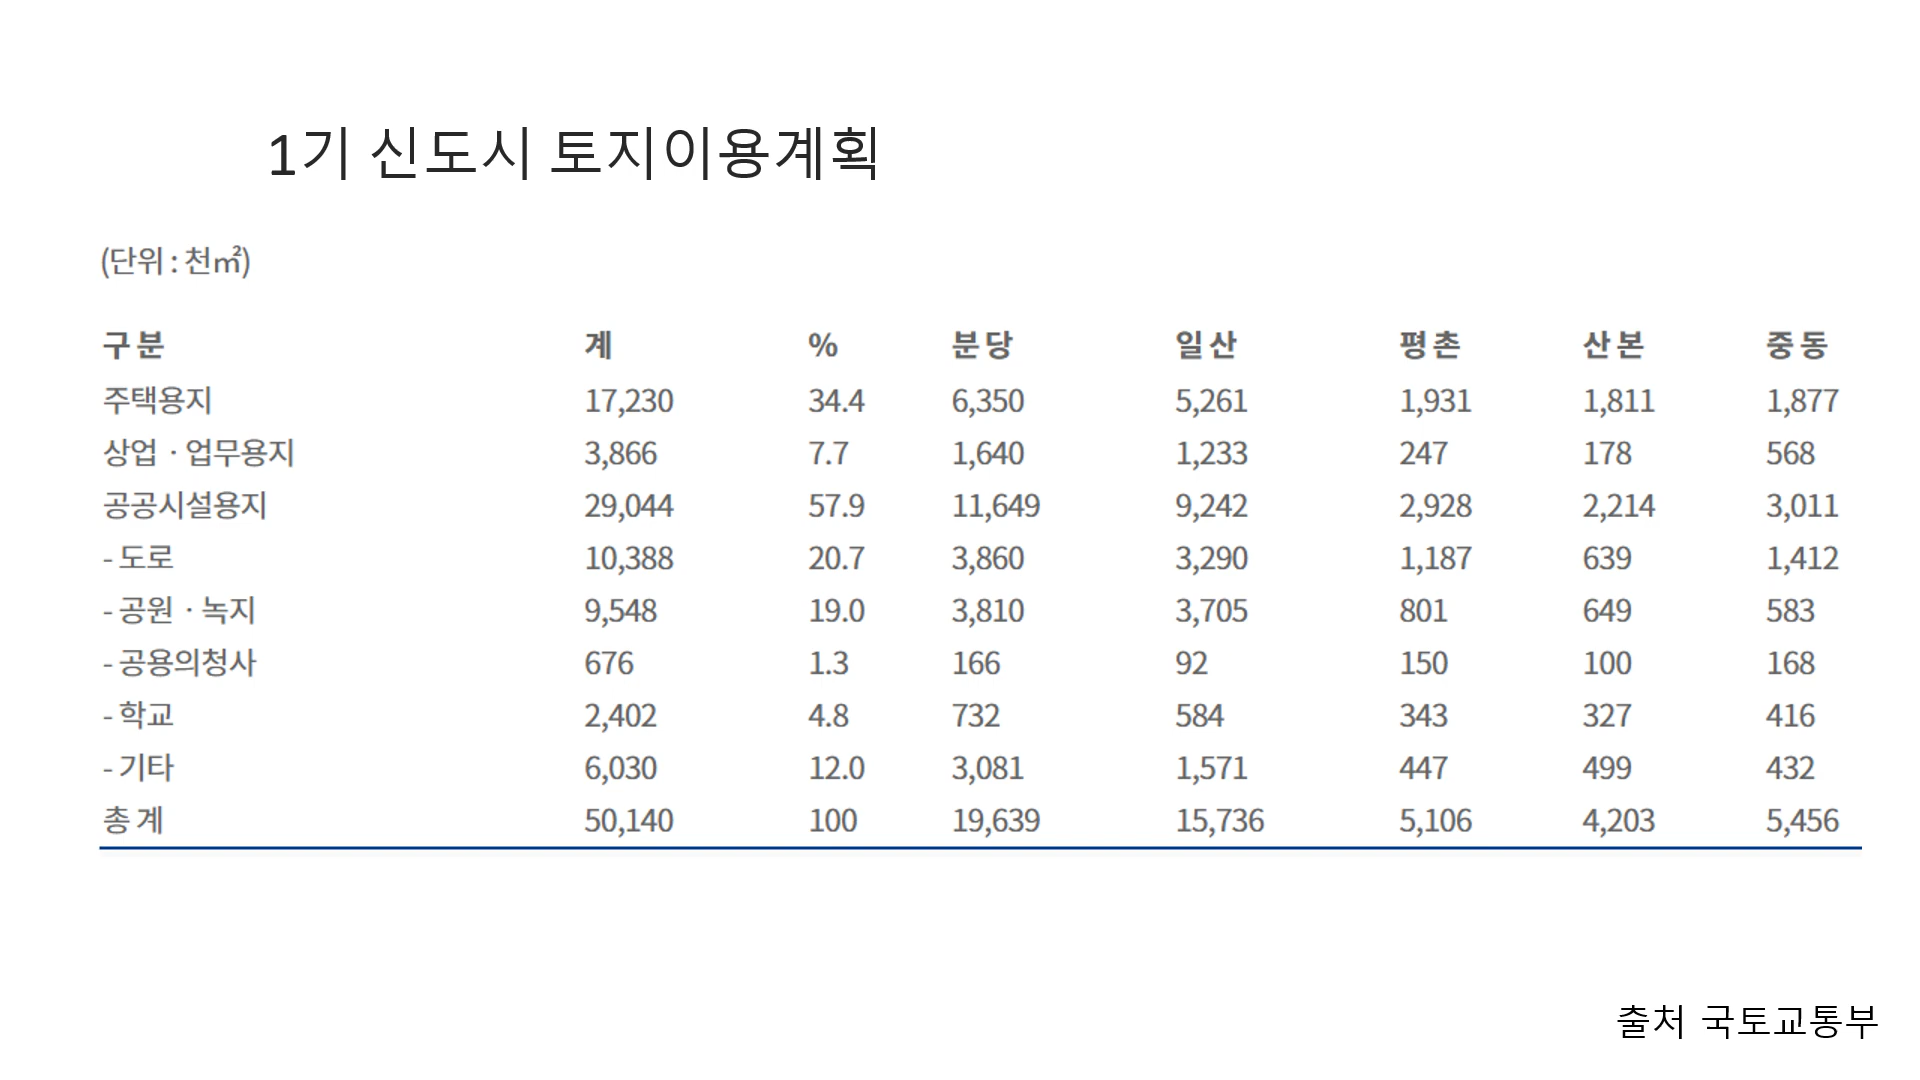 1기 신도시 토지이용계획
(단위 : 천㎡)
구 분 계 % 분 당 일 산 평 촌 산 본 중 동
주택용지 17,230 34.4 6,350 5,261 1,931 1,811 1,877
상업 · 업무용지 3,866 7.7 1,640 1,233 247 178 568
공공시설용지 29,044 57.9 11,649 9,242 2,928 2,214 3,011
- 도로 10,388 20.7 3,860 3,290 1,187 639 1,412
- 공원 · 녹지 9,548 19.0 3,810 3,705 801 649 583
- 공용의청사 676 1.3 166 92 150 100 168
- 학교 2,402 4.8 732 584 343 327 416
- 기타 6,030 12.0 3,081 1,571 447 499 432
총 계 50,140 100 19,639 15,736 5,106 4,203 5,456
출처 국토교통부